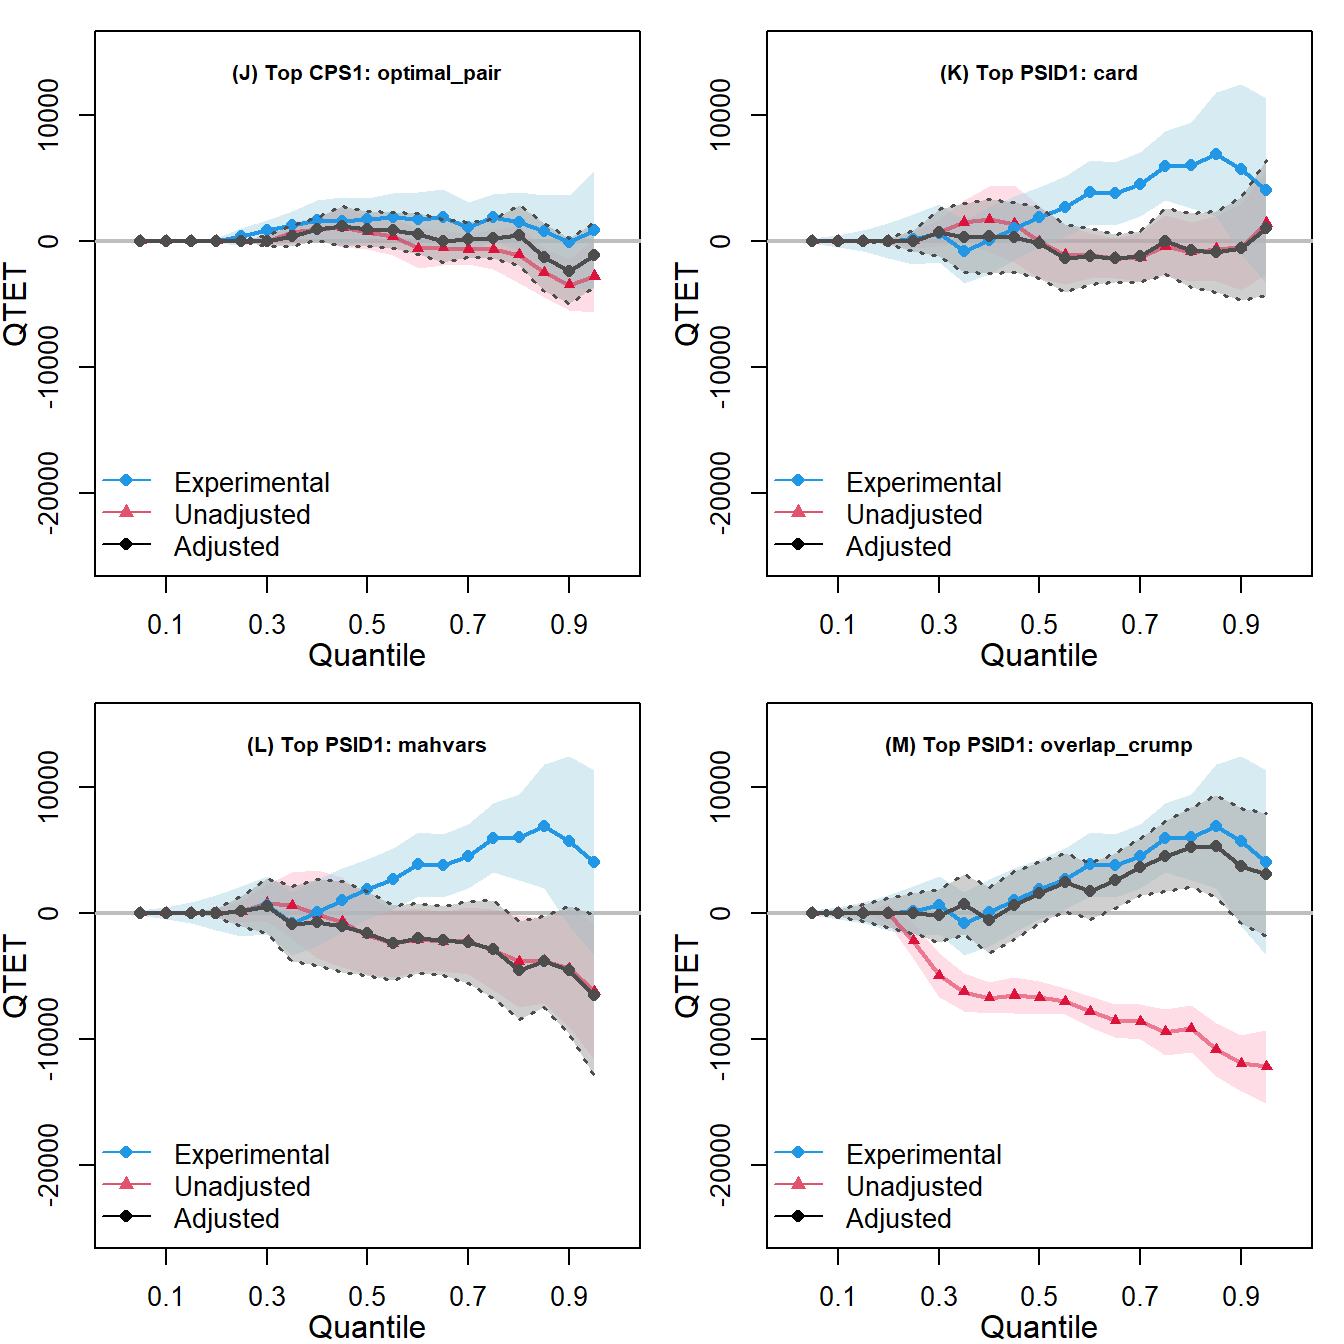 (J) Top CPS1: optimal_pair
QTET
10000
0
-10000
-20000
Experimental
Unadjusted
Adjusted
0.1 0.3 0.5 0.7 0.9
Quantile
(K) Top PSID1: card
QTET
10000
0
-10000
-20000
Experimental
Unadjusted
Adjusted
0.1 0.3 0.5 0.7 0.9
Quantile
(L) Top PSID1: mahvars
QTET
10000
0
-10000
-20000
Experimental
Unadjusted
Adjusted
0.1 0.3 0.5 0.7 0.9
Quantile
(M) Top PSID1: overlap_crump
QTET
10000
0
-10000
-20000
Experimental
Unadjusted
Adjusted
0.1 0.3 0.5 0.7 0.9
Quantile